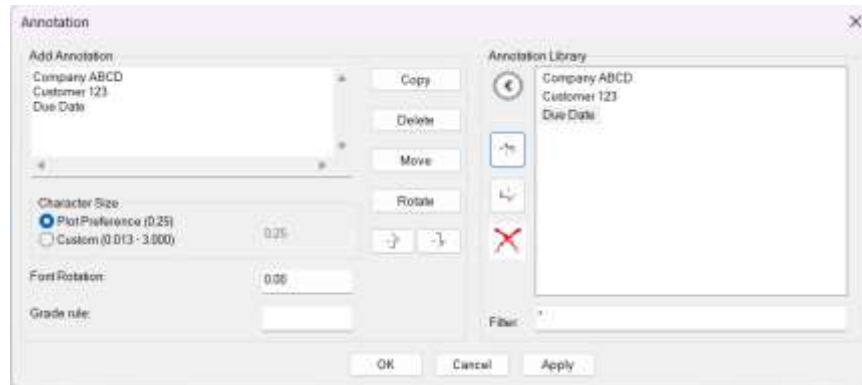 Annotation
Add Annotation
Company ABCD
Customer 123
Due Date
Copy
Delete
Move
Rotate
Character Size
Plot Preference (0.25)
Custom (0.013 - 3.000)
0.25
Font Rotation:
0.00
Grade rule:
Annotation Library
Company ABCD
Customer 123
Due Date
Filter:
*
OK
Cancel
Apply